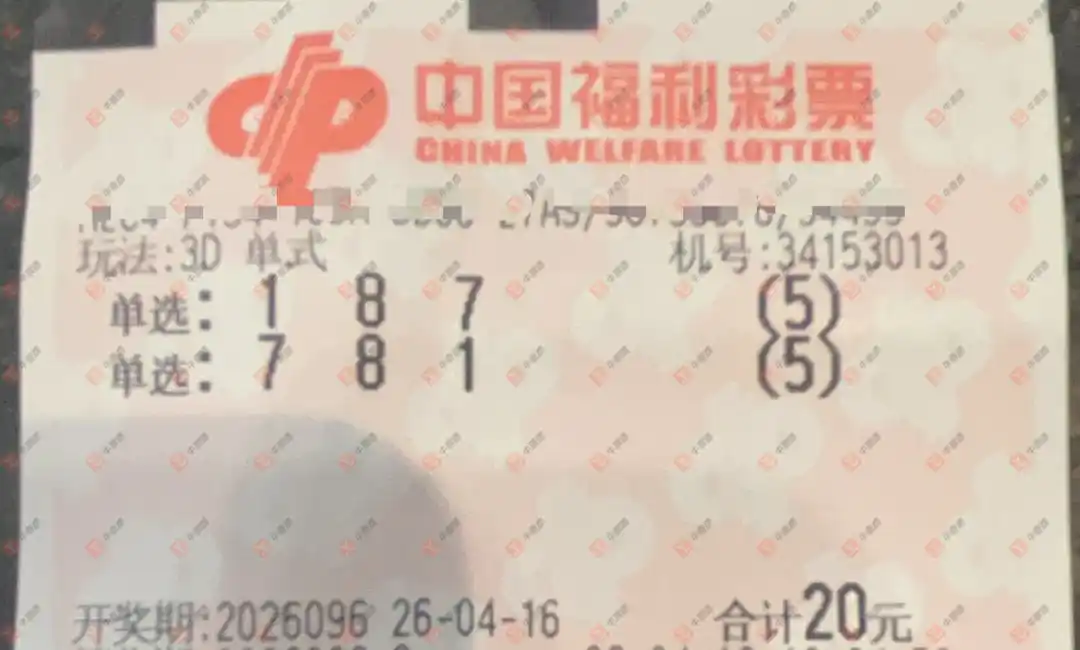 中国福利彩票
CHINA WELFARE LOTTERY
玩法:3D 单式 机号:34153013
单选: 1 8 7 (5)
单选: 7 8 1 (5)
开奖期:2026096 26-04-16 合计20元